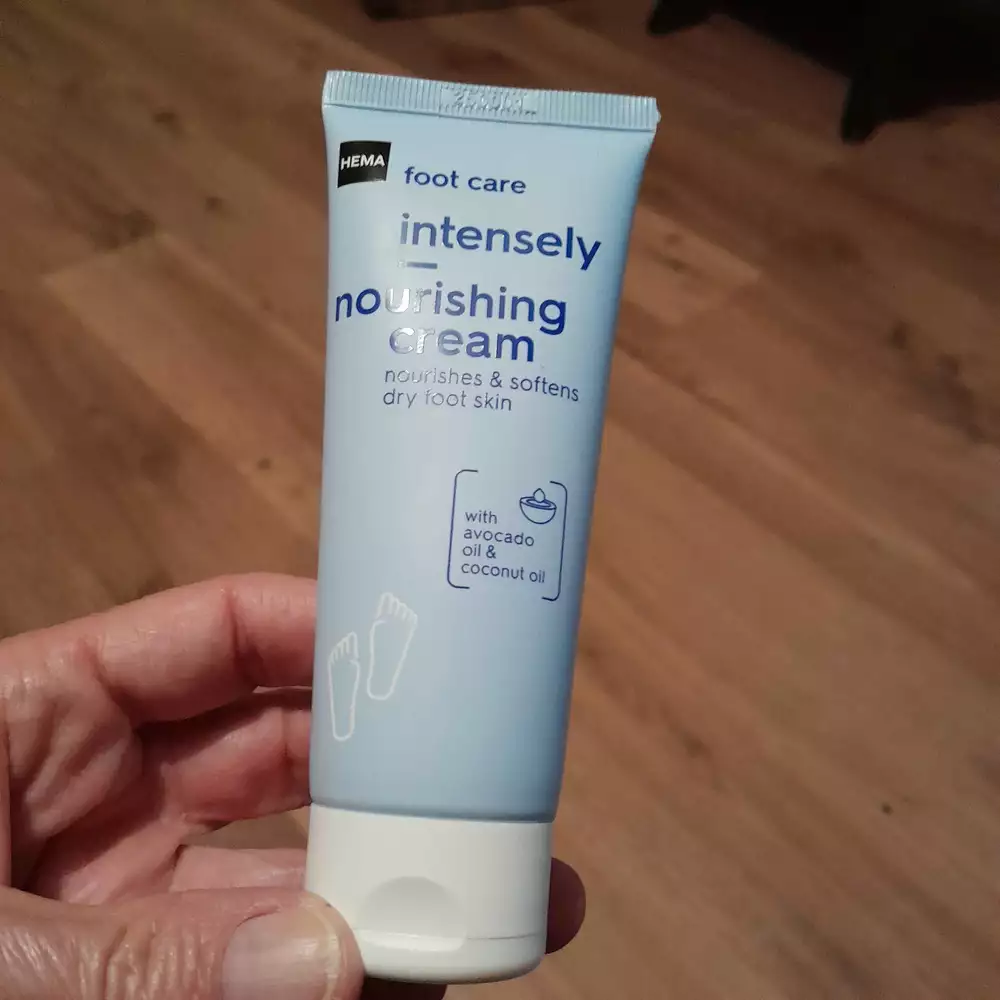 HEMA
foot care
intensely
nourishing
cream
nourishes & softens
dry foot skin
with
avocado
oil &
coconut oil